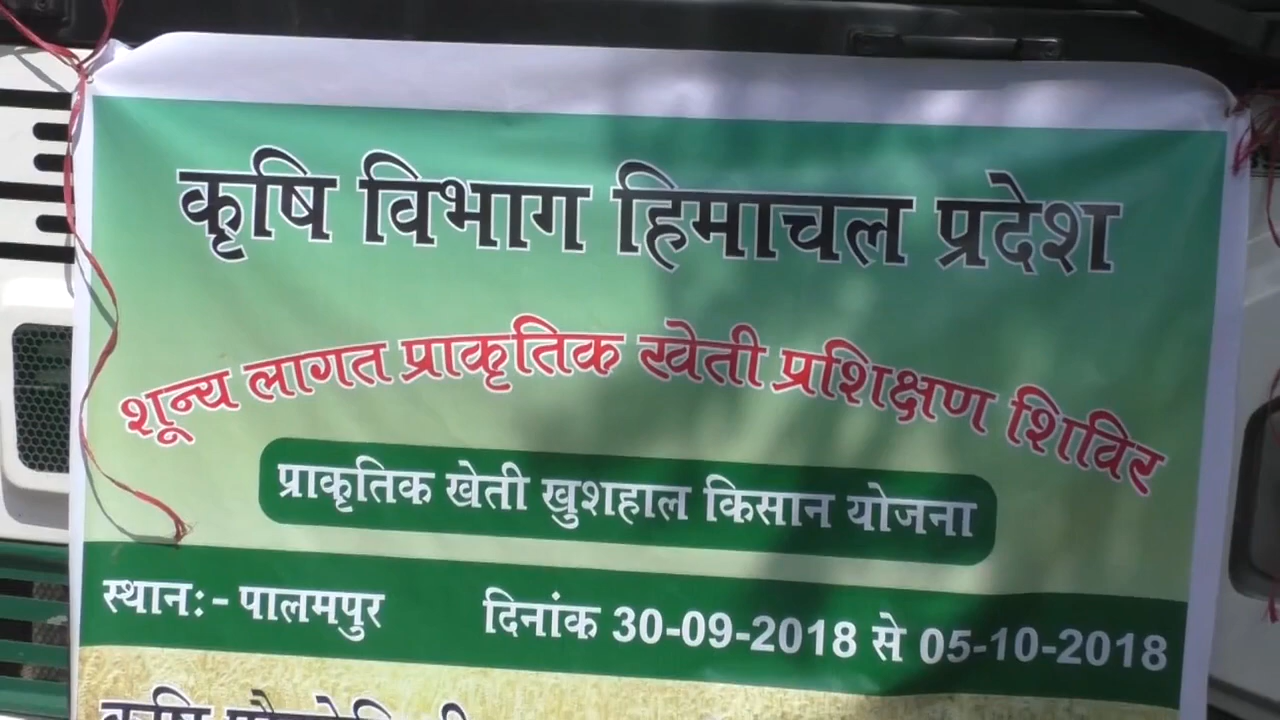 कृषि विभाग हिमाचल प्रदेश
शून्य लागत प्राकृतिक खेती प्रशिक्षण शिविर
प्राकृतिक खेती खुशहाल किसान योजना
स्थान:- पालमपुर दिनांक 30-09-2018 से 05-10-2018
कृषि